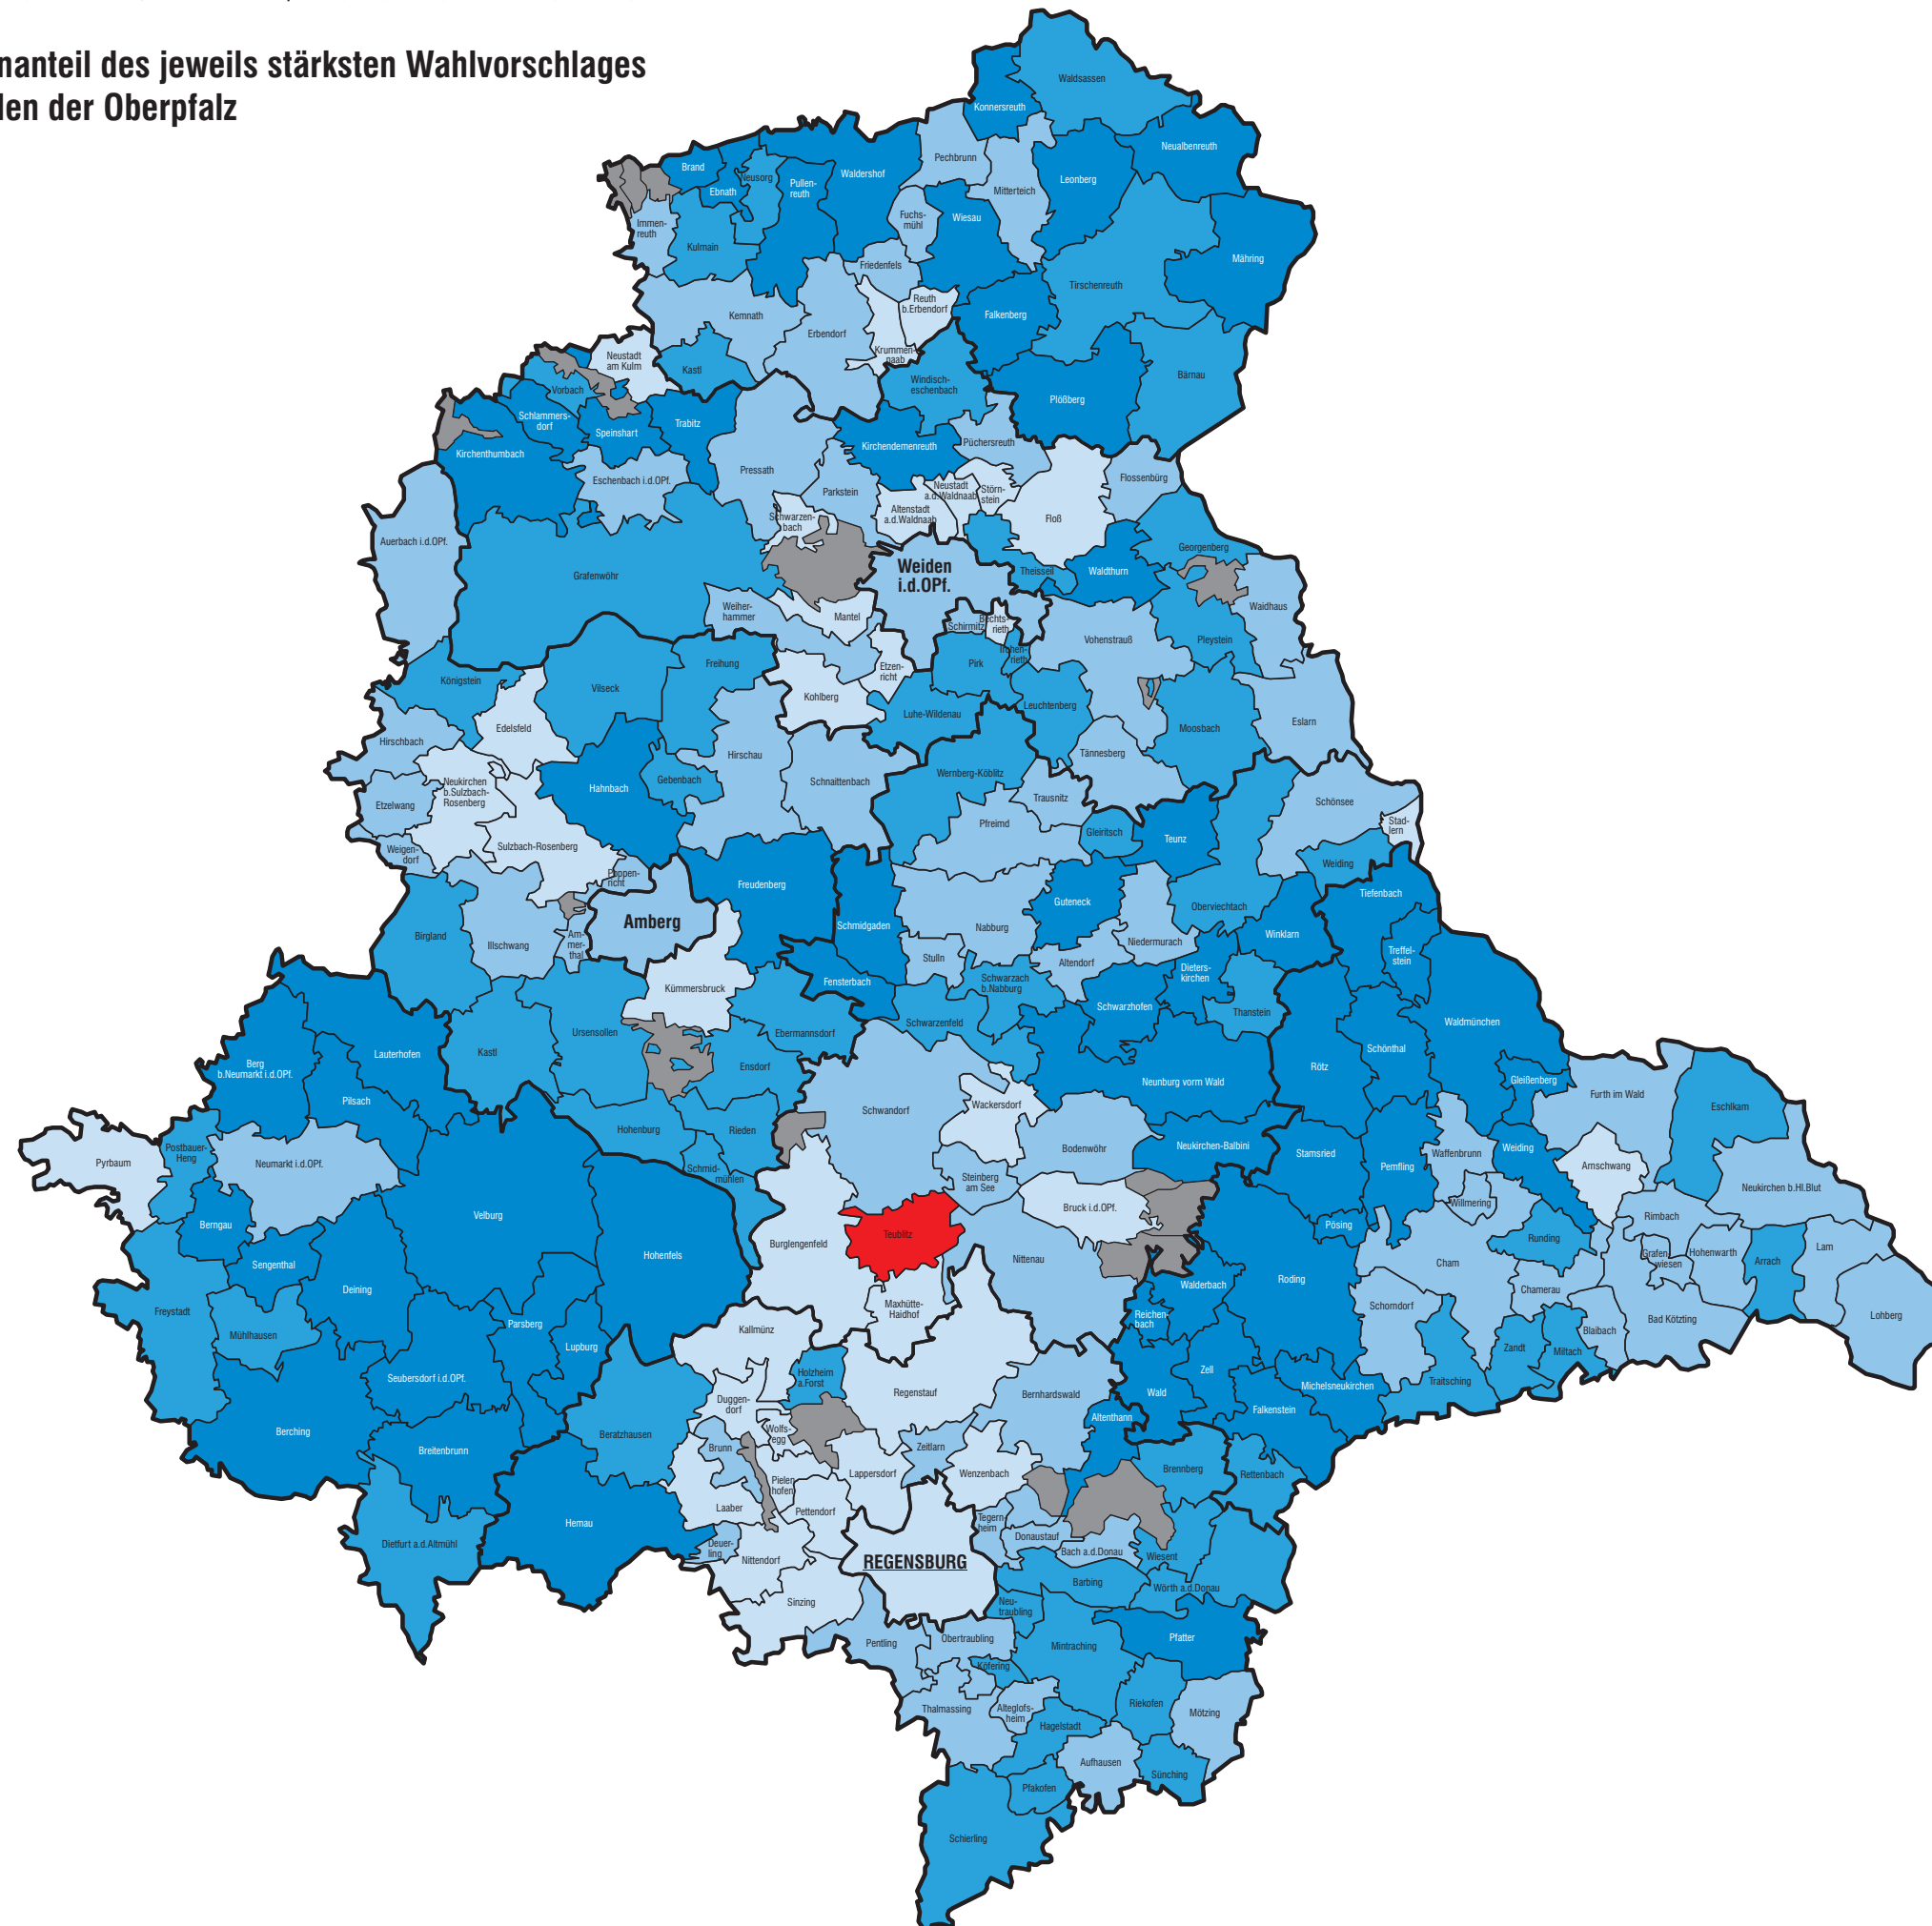 nanteil des jeweils stärksten Wahlvorschlages
den der Oberpfalz
Waldsassen
Konnersreuth
Neualbenreuth
Pechbrunn
Brand
Ebnath
Neusorg
Pullen-
reuth
Waldershof
Leonberg
Mitterteich
Fuchs-
mühl
Wiesau
Immen-
reuth
Kulmain
Friedenfels
Mähring
Tirschenreuth
Reuth
b.Erbendorf
Falkenberg
Kemnath
Erbendorf
Krummen-
naab
Neustadt
am Kulm
Kastl
Windisch-
eschenbach
Bärnau
Vorbach
Plößberg
Schlammers-
dorf
Speinshart
Trabitz
Kirchenthumbach
Kirchendemenreuth
Püchersreuth
Pressath
Eschenbach i.d.OPf.
Parkstein
Neustadt
a.d.Waldnaab
Störn-
stein
Flossenbürg
Altenstadt
a.d.Waldnaab
Floß
Schwarzen-
bach
Auerbach i.d.OPf.
Georgenberg
Grafenwöhr
Weiden
i.d.OPf.
Theisseil
Waldthurn
Waidhaus
Weiher-
hammer
Mantel
Schirmitz
Bechts-
rieth
Vohenstrauß
Pleystein
Irchen-
rieth
Pirk
Etzen-
richt
Freihung
Königstein
Vilseck
Kohlberg
Luhe-Wildenau
Leuchtenberg
Eslarn
Edelsfeld
Moosbach
Hirschbach
Hirschau
Tännesberg
Neukirchen
b.Sulzbach-
Rosenberg
Hahnbach
Gebenbach
Schnaittenbach
Wernberg-Köblitz
Trausnitz
Schönsee
Etzelwang
Pfreimd
Stad-
lern
Gleiritsch
Teunz
Sulzbach-Rosenberg
Weigen-
dorf
Weiding
Poppen-
richt
Freudenberg
Tiefenbach
Guteneck
Oberviechtach
Amberg
Schmidgaden
Nabburg
Winklarn
Birgland
Illschwang
Am-
mer-
thal
Niedermurach
Treffel-
stein
Stulln
Altendorf
Dieters-
kirchen
Fensterbach
Schwarzach
b.Nabburg
Kümmersbruck
Schwarzhofen
Thanstein
Schwarzenfeld
Waldmünchen
Ursensollen
Ebermannsdorf
Kastl
Lauterhofen
Schönthal
Berg
b.Neumarkt i.d.OPf.
Ensdorf
Rötz
Neunburg vorm Wald
Gleißenberg
Furth im Wald
Pilsach
Wackersdorf
Schwandorf
Eschlkam
Hohenburg
Rieden
Postbauer-
Heng
Neumarkt i.d.OPf.
Pyrbaum
Bodenwöhr
Neukirchen-Balbini
Stamsried
Pemfling
Waffenbrunn
Weiding
Arnschwang
Schmid-
mühlen
Steinberg
am See
Neukirchen b.Hl.Blut
Willmering
Bruck i.d.OPf.
Berngau
Velburg
Rimbach
Pösing
Teublitz
Burglengenfeld
Runding
Hohenfels
Nittenau
Grafen-
wiesen
Hohenwarth
Lam
Arrach
Sengenthal
Cham
Roding
Deining
Walderbach
Chamerau
Freystadt
Maxhütte-
Haidhof
Schorndorf
Lohberg
Reichen-
bach
Parsberg
Kallmünz
Bad Kötzting
Blaibach
Mühlhausen
Lupburg
Zandt
Miltach
Zell
Holzheim
a.Forst
Seubersdorf i.d.OPf.
Michelsneukirchen
Traitsching
Regenstauf
Bernhardswald
Wald
Duggen-
dorf
Falkenstein
Altenthann
Berching
Beratzhausen
Wolfs-
egg
Brunn
Zeitlarn
Breitenbrunn
Brennberg
Rettenbach
Lappersdorf
Wenzenbach
Pielen
hofen
Laaber
Pettendorf
Hemau
Tegern-
heim
Donaustauf
Dietfurt a.d.Altmühl
Deuer-
ling
Nittendorf
REGENSBURG
Bach a.d.Donau
Wiesent
Barbing
Wörth a.d.Donau
Sinzing
Neu-
traubling
Pfatter
Pentling
Obertraubling
Mintraching
Köfering
Riekofen
Thalmassing
Alteglofs-
heim
Mötzing
Hagelstadt
Aufhausen
Sünching
Pfakofen
Schierling